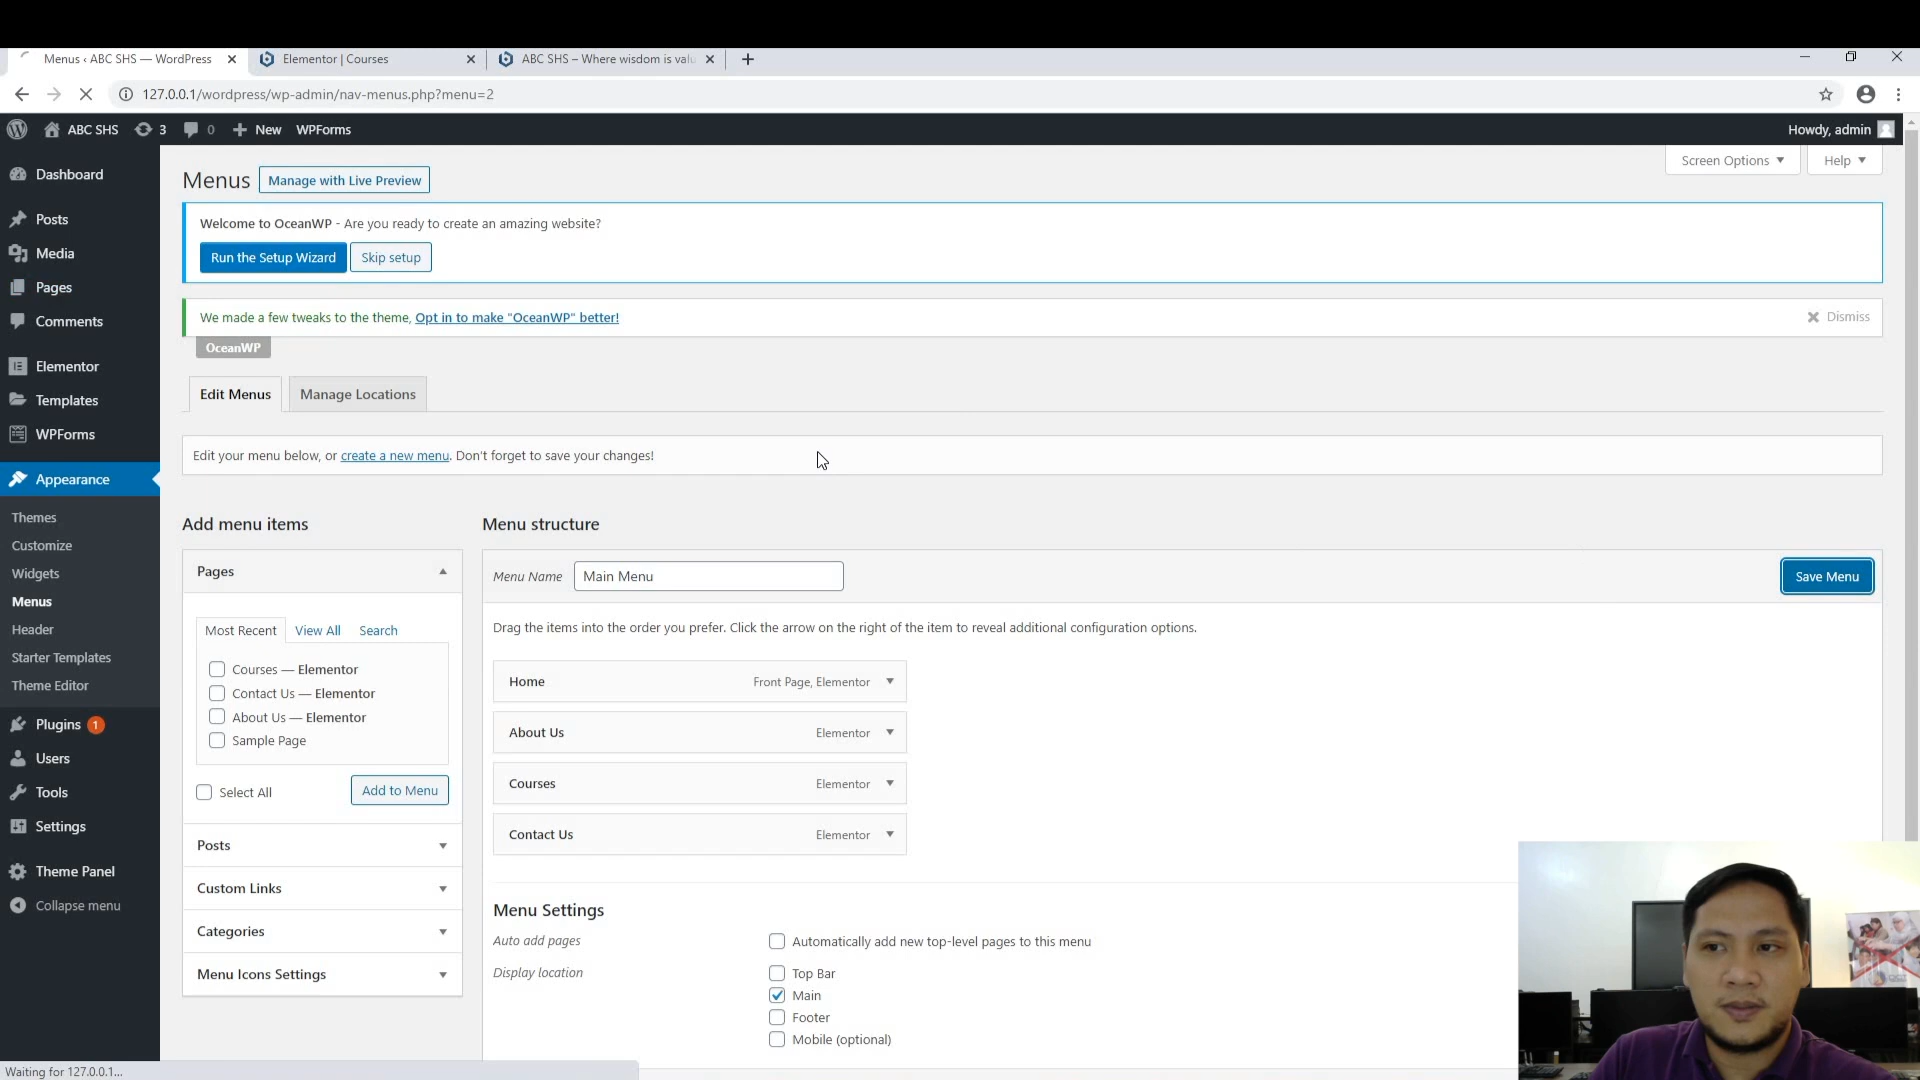 Menus ‹ ABC SHS — WordPress
Elementor | Courses
ABC SHS – Where wisdom is valu
127.0.0.1/wordpress/wp-admin/nav-menus.php?menu=2
ABC SHS 3 0 New WPForms Howdy, admin
Screen Options Help
Dashboard
Posts
Media
Pages
Comments
Elementor
Templates
WPForms
Appearance
Themes
Customize
Widgets
Menus
Header
Starter Templates
Theme Editor
Plugins 1
Users
Tools
Settings
Theme Panel
Collapse menu
Menus Manage with Live Preview
Welcome to OceanWP - Are you ready to create an amazing website?
Run the Setup Wizard Skip setup
We made a few tweaks to the theme, Opt in to make "OceanWP" better! Dismiss
OceanWP
Edit Menus Manage Locations
Edit your menu below, or create a new menu. Don't forget to save your changes!
Add menu items
Pages
Most Recent View All Search
Courses — Elementor
Contact Us — Elementor
About Us — Elementor
Sample Page
Select All Add to Menu
Posts
Custom Links
Categories
Menu Icons Settings
Menu structure
Menu Name Main Menu Save Menu
Drag the items into the order you prefer. Click the arrow on the right of the item to reveal additional configuration options.
Home Front Page, Elementor
About Us Elementor
Courses Elementor
Contact Us Elementor
Menu Settings
Auto add pages Automatically add new top-level pages to this menu
Display location Top Bar
Main
Footer
Mobile (optional)
Waiting for 127.0.0.1...